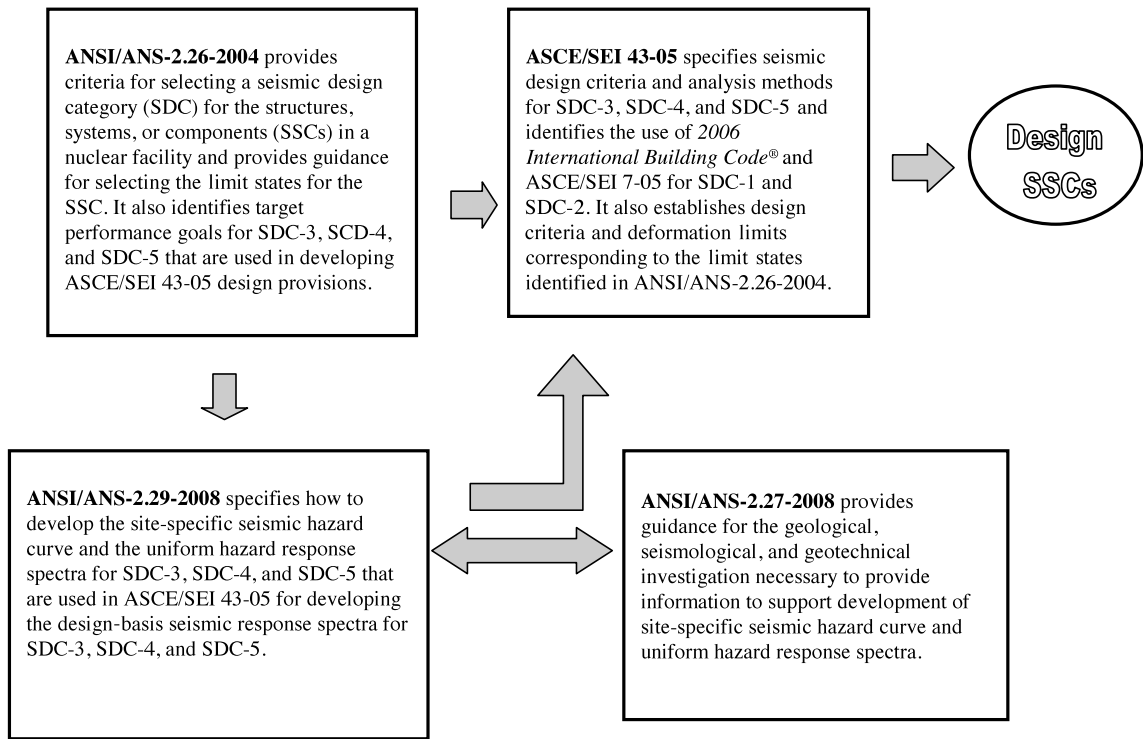 ANSI/ANS-2.26-2004 provides
criteria for selecting a seismic design
category (SDC) for the structures,
systems, or components (SSCs) in a
nuclear facility and provides guidance
for selecting the limit states for the
SSC. It also identifies target
performance goals for SDC-3, SCD-4,
and SDC-5 that are used in developing
ASCE/SEI 43-05 design provisions.
ASCE/SEI 43-05 specifies seismic
design criteria and analysis methods
for SDC-3, SDC-4, and SDC-5 and
identifies the use of 2006
International Building Code® and
ASCE/SEI 7-05 for SDC-1 and
SDC-2. It also establishes design
criteria and deformation limits
corresponding to the limit states
identified in ANSI/ANS-2.26-2004.
Design
SSCs
ANSI/ANS-2.29-2008 specifies how to
develop the site-specific seismic hazard
curve and the uniform hazard response
spectra for SDC-3, SDC-4, and SDC-5 that
are used in ASCE/SEI 43-05 for developing
the design-basis seismic response spectra for
SDC-3, SDC-4, and SDC-5.
ANSI/ANS-2.27-2008 provides
guidance for the geological,
seismological, and geotechnical
investigation necessary to provide
information to support development of
site-specific seismic hazard curve and
uniform hazard response spectra.